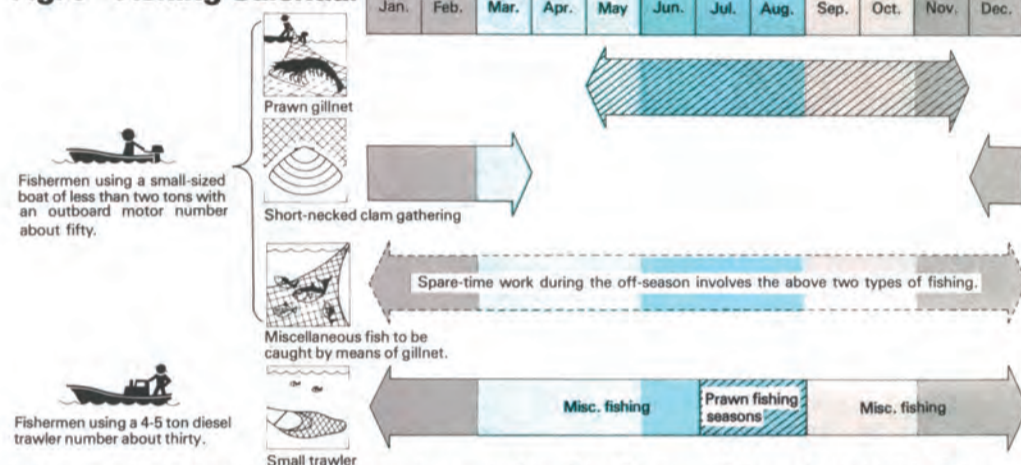 Jan. Feb. Mar. Apr. May Jun. Jul. Aug. Sep. Oct. Nov. Dec.
Prawn gillnet
Fishermen using a small-sized
boat of less than two tons with
an outboard motor number
about fifty.
Short-necked clam gathering
Spare-time work during the off-season involves the above two types of fishing.
Miscellaneous fish to be
caught by means of gillnet.
Fishermen using a 4-5 ton diesel
trawler number about thirty.
Misc. fishing
Prawn fishing
seasons
Misc. fishing
Small trawler